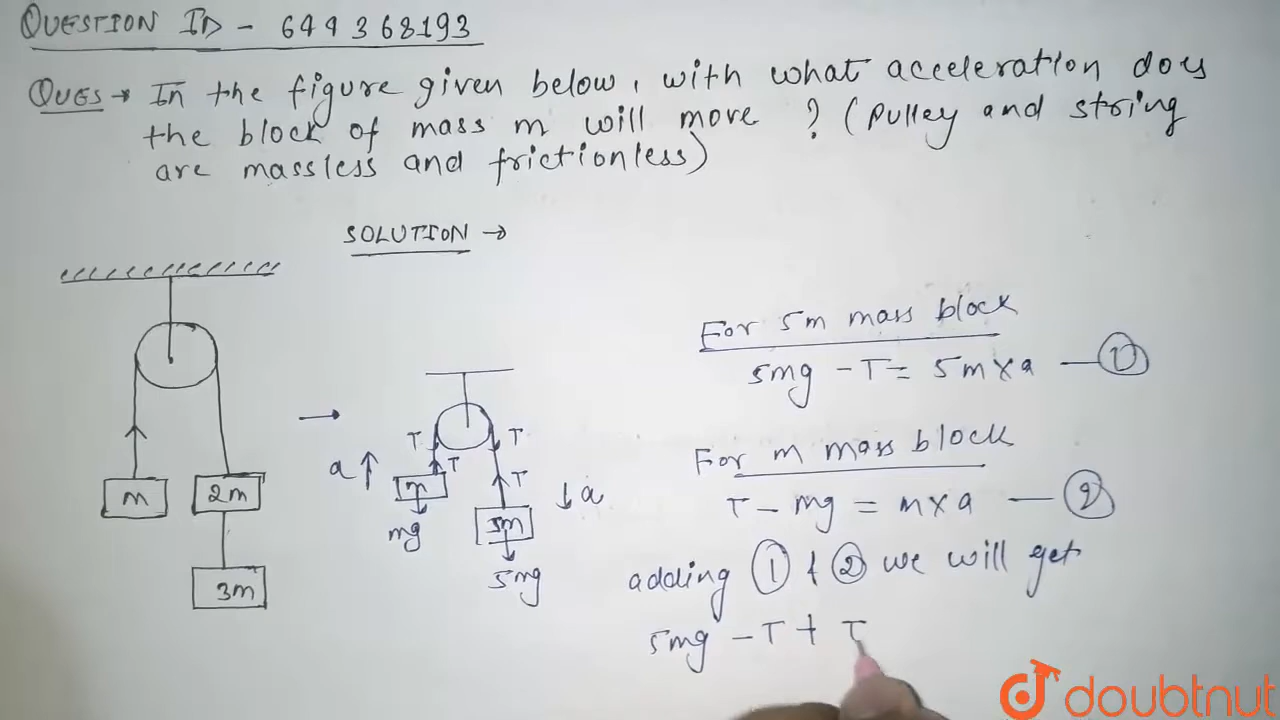 QUESTION ID - 644368193
QUES → In the figure given below, with what acceleration does
the block of mass m will move ? (Pulley and string
are massless and frictionless)
SOLUTION →
m
2m
3m
a
T
T
T
T
m
mg
5m
5mg
a
For 5m mass block
5mg - T = 5m×a — ①
For m mass block
T - mg = m×a — ②
adding ① & ② we will get
5mg - T + T
doubtnut